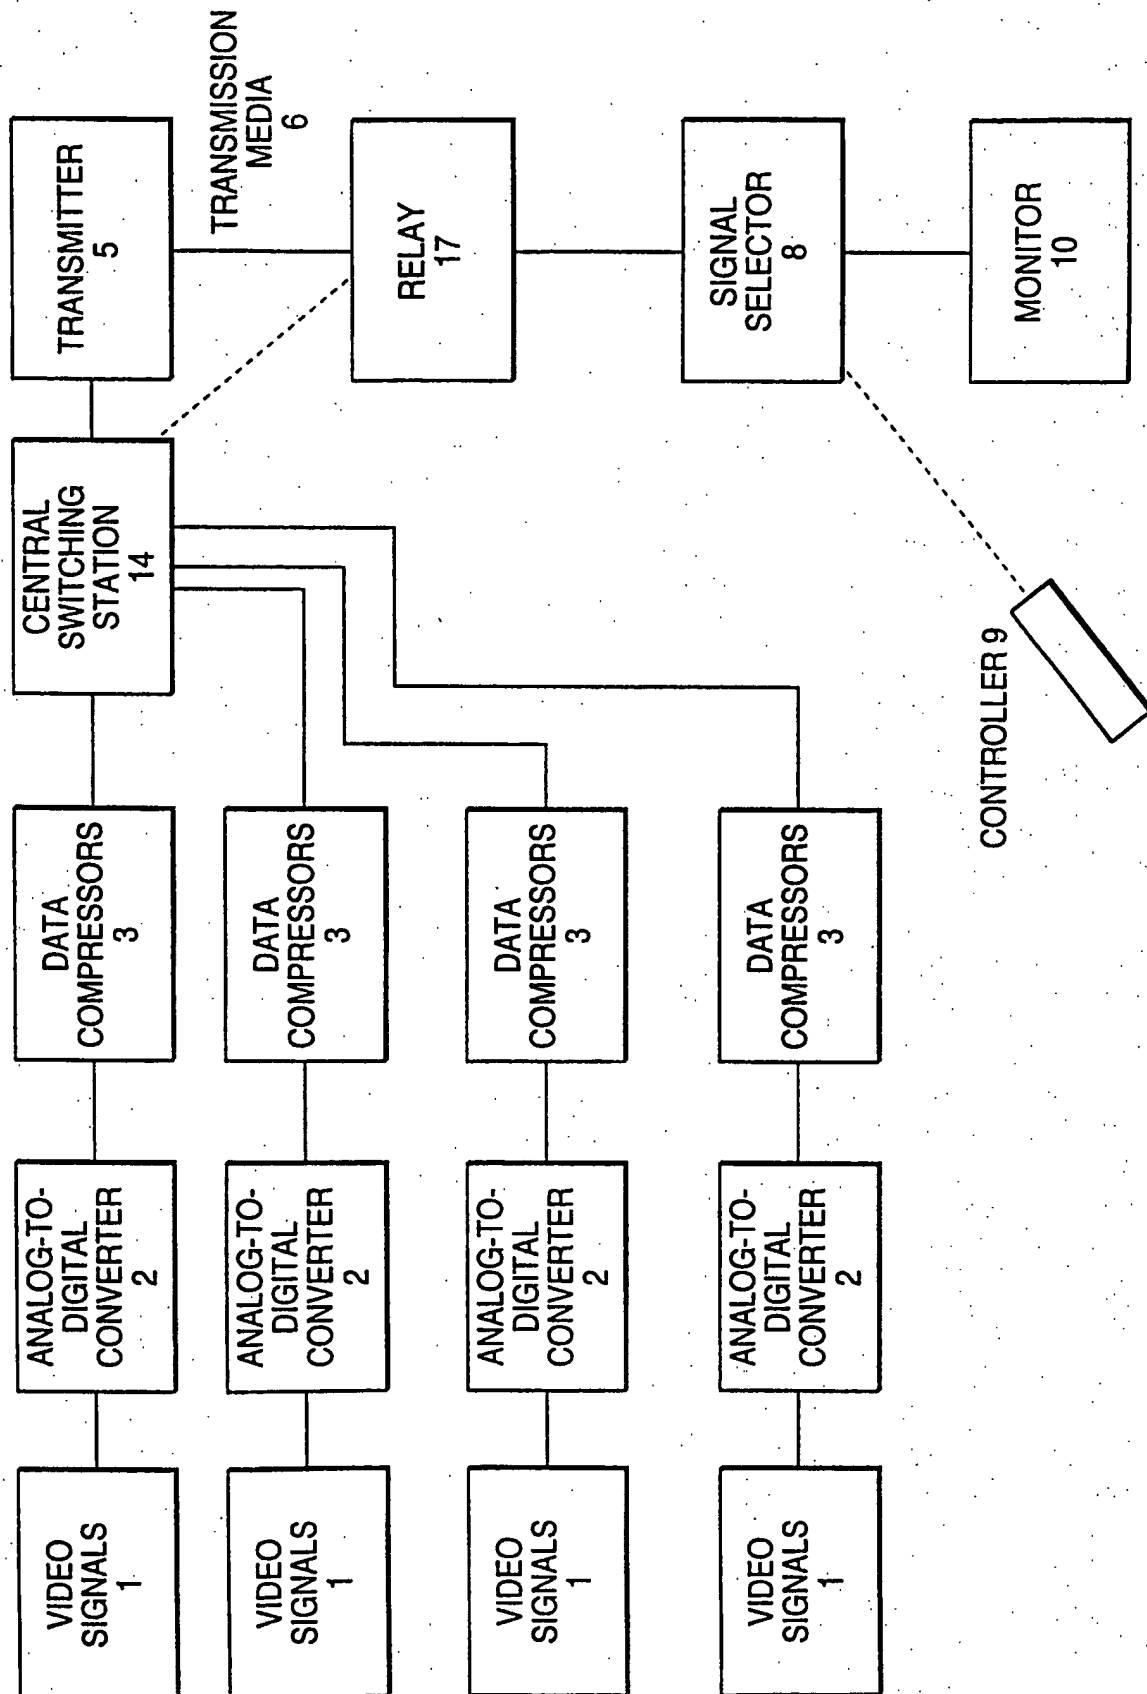 VIDEO
SIGNALS
1
ANALOG-TO-
DIGITAL
CONVERTER
2
DATA
COMPRESSORS
3
CENTRAL
SWITCHING
STATION
14
TRANSMITTER
5
VIDEO
SIGNALS
1
ANALOG-TO-
DIGITAL
CONVERTER
2
DATA
COMPRESSORS
3
TRANSMISSION
MEDIA
6
VIDEO
SIGNALS
1
ANALOG-TO-
DIGITAL
CONVERTER
2
DATA
COMPRESSORS
3
RELAY
17
VIDEO
SIGNALS
1
ANALOG-TO-
DIGITAL
CONVERTER
2
DATA
COMPRESSORS
3
SIGNAL
SELECTOR
8
CONTROLLER 9
MONITOR
10